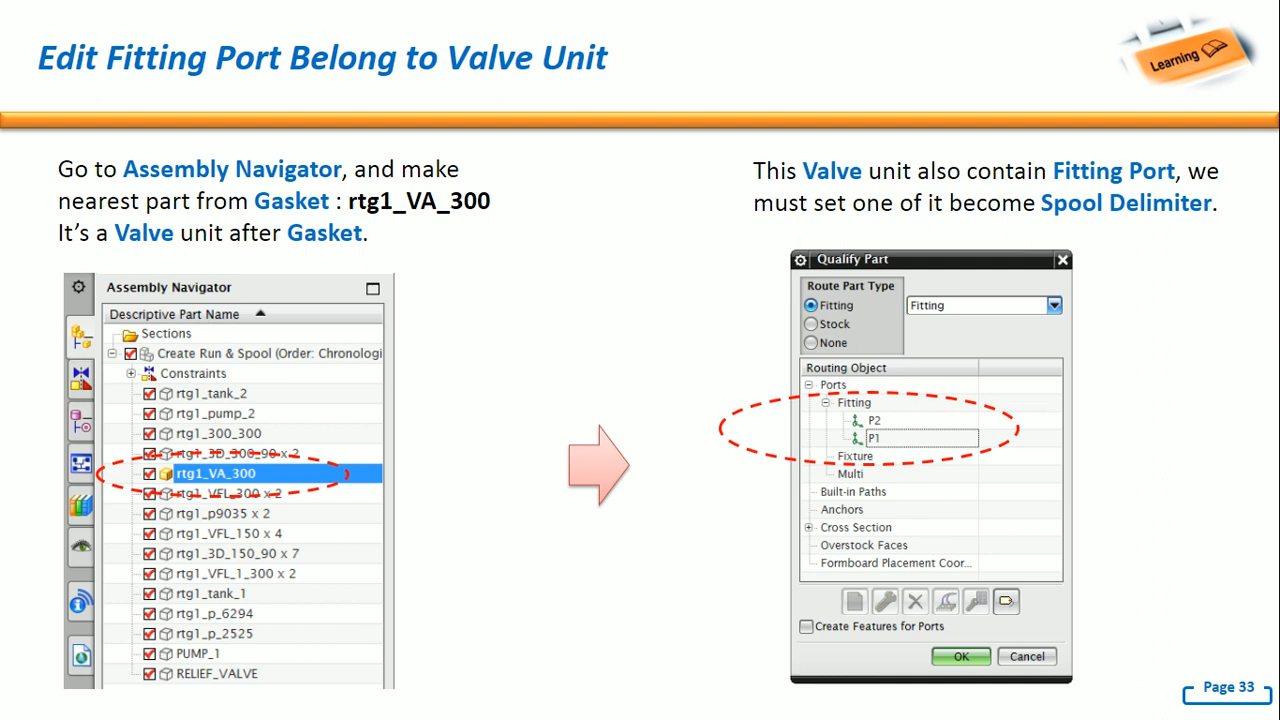 Edit Fitting Port Belong to Valve Unit
Learning
Go to Assembly Navigator, and make
nearest part from Gasket : rtg1_VA_300
It’s a Valve unit after Gasket.
This Valve unit also contain Fitting Port, we
must set one of it become Spool Delimiter.
Assembly Navigator
Descriptive Part Name
Sections
Create Run & Spool (Order: Chronologi
Constraints
rtg1_tank_2
rtg1_pump_2
rtg1_300_300
rtg1_3D_300_90 x 2
rtg1_VA_300
rtg1_VFL_300 x 2
rtg1_p9035 x 2
rtg1_VFL_150 x 4
rtg1_3D_150_90 x 7
rtg1_VFL_1_300 x 2
rtg1_tank_1
rtg1_p_6294
rtg1_p_2525
PUMP_1
RELIEF_VALVE
Qualify Part
Route Part Type
Fitting
Fitting
Stock
None
Routing Object
Ports
Fitting
P2
P1
Fixture
Multi
Built-in Paths
Anchors
Cross Section
Overstock Faces
Formboard Placement Coor...
Create Features for Ports
OK
Cancel
Page 33